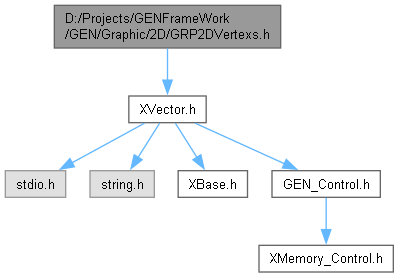 D:/Projects/GENFrameWork
/GEN/Graphic/2D/GRP2DVertexs.h
XVector.h
stdio.h
string.h
XBase.h
GEN_Control.h
XMemory_Control.h